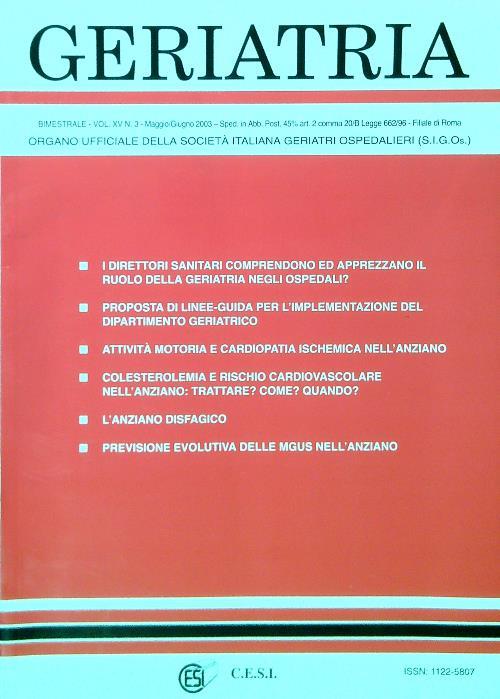 GERIATRIA
BIMESTRALE - VOL. XV N. 3 - Maggio/Giugno 2003 – Sped. in Abb. Post. 45% art. 2 comma 20/B Legge 662/96 - Filiale di Roma
ORGANO UFFICIALE DELLA SOCIETÀ ITALIANA GERIATRI OSPEDALIERI (S.I.G.Os.)
I DIRETTORI SANITARI COMPRENDONO ED APPREZZANO IL
RUOLO DELLA GERIATRIA NEGLI OSPEDALI?
PROPOSTA DI LINEE-GUIDA PER L'IMPLEMENTAZIONE DEL
DIPARTIMENTO GERIATRICO
ATTIVITÀ MOTORIA E CARDIOPATIA ISCHEMICA NELL'ANZIANO
COLESTEROLEMIA E RISCHIO CARDIOVASCOLARE
NELL'ANZIANO: TRATTARE? COME? QUANDO?
L'ANZIANO DISFAGICO
PREVISIONE EVOLUTIVA DELLE MGUS NELL'ANZIANO
CESI C.E.S.I. ISSN: 1122-5807